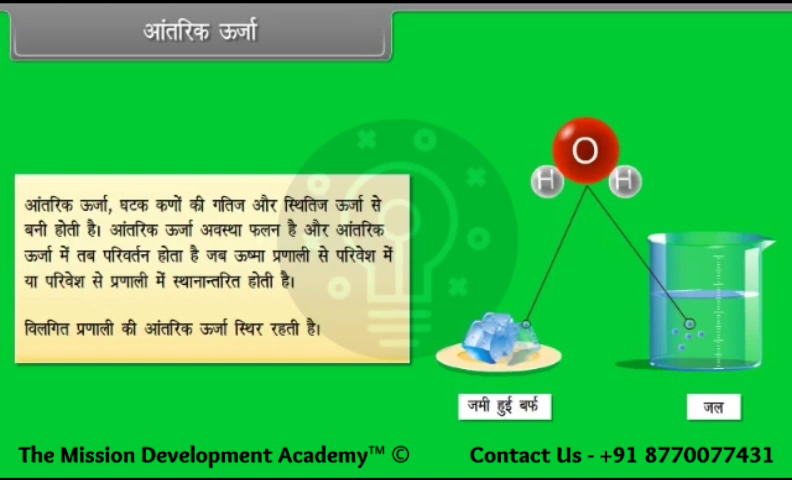 आंतरिक ऊर्जा
आंतरिक ऊर्जा, घटक कणों की गतिज और स्थितिज ऊर्जा से
बनी होती है। आंतरिक ऊर्जा अवस्था फलन है और आंतरिक
ऊर्जा में तब परिवर्तन होता है जब ऊष्मा प्रणाली से परिवेश में
या परिवेश से प्रणाली में स्थानान्तरित होती है।
विलगित प्रणाली की आंतरिक ऊर्जा स्थिर रहती है।
O
H H
जमी हुई बर्फ
जल
The Mission Development Academy™ ©
Contact Us - +91 8770077431